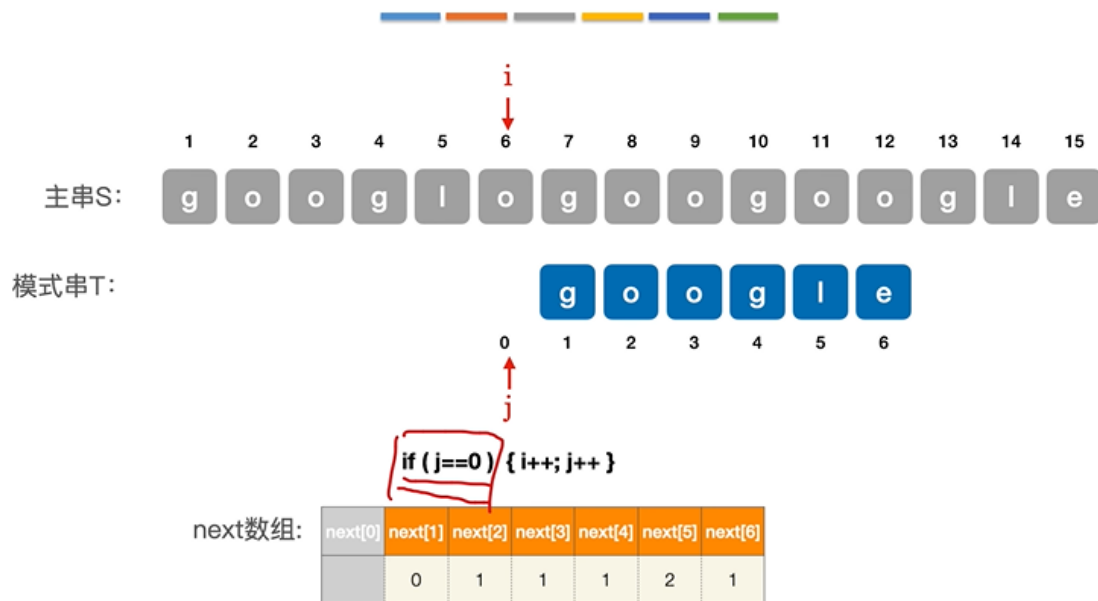 i
1 2 3 4 5 6 7 8 9 10 11 12 13 14 15
主串S: g o o g l o g o o g o o g l e
模式串T: g o o g l e
0 1 2 3 4 5 6
j
if ( j==0 ) { i++; j++ }
next数组: next[0] next[1] next[2] next[3] next[4] next[5] next[6]
0 1 1 1 2 1